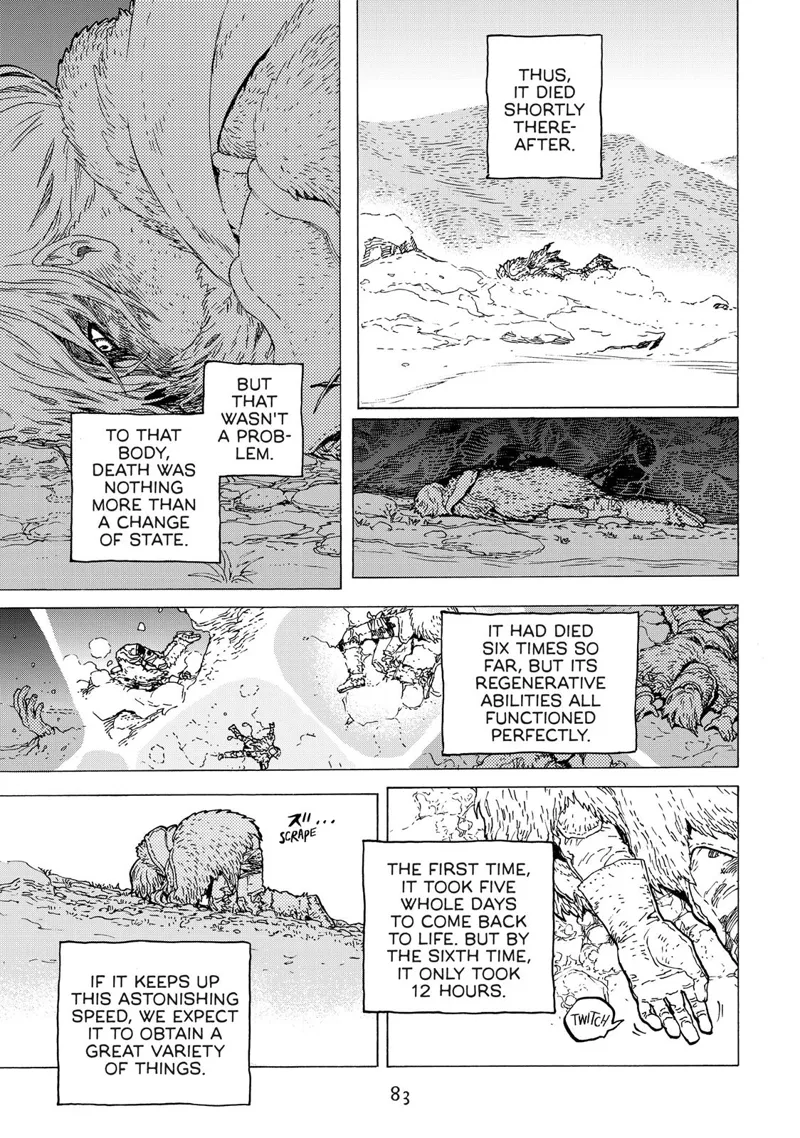 THUS,
IT DIED
SHORTLY
THERE-
AFTER.
BUT
THAT
WASN'T
A PROB-
LEM.
TO THAT
BODY,
DEATH WAS
NOTHING
MORE THAN
A CHANGE
OF STATE.
IT HAD DIED
SIX TIMES SO
FAR, BUT ITS
REGENERATIVE
ABILITIES ALL
FUNCTIONED
PERFECTLY.
THE FIRST TIME,
IT TOOK FIVE
WHOLE DAYS
TO COME BACK
TO LIFE. BUT BY
THE SIXTH TIME,
IT ONLY TOOK
12 HOURS.
TWITCH
ズリ...
SCRAPE
IF IT KEEPS UP
THIS ASTONISHING
SPEED, WE EXPECT
IT TO OBTAIN A
GREAT VARIETY
OF THINGS.
83